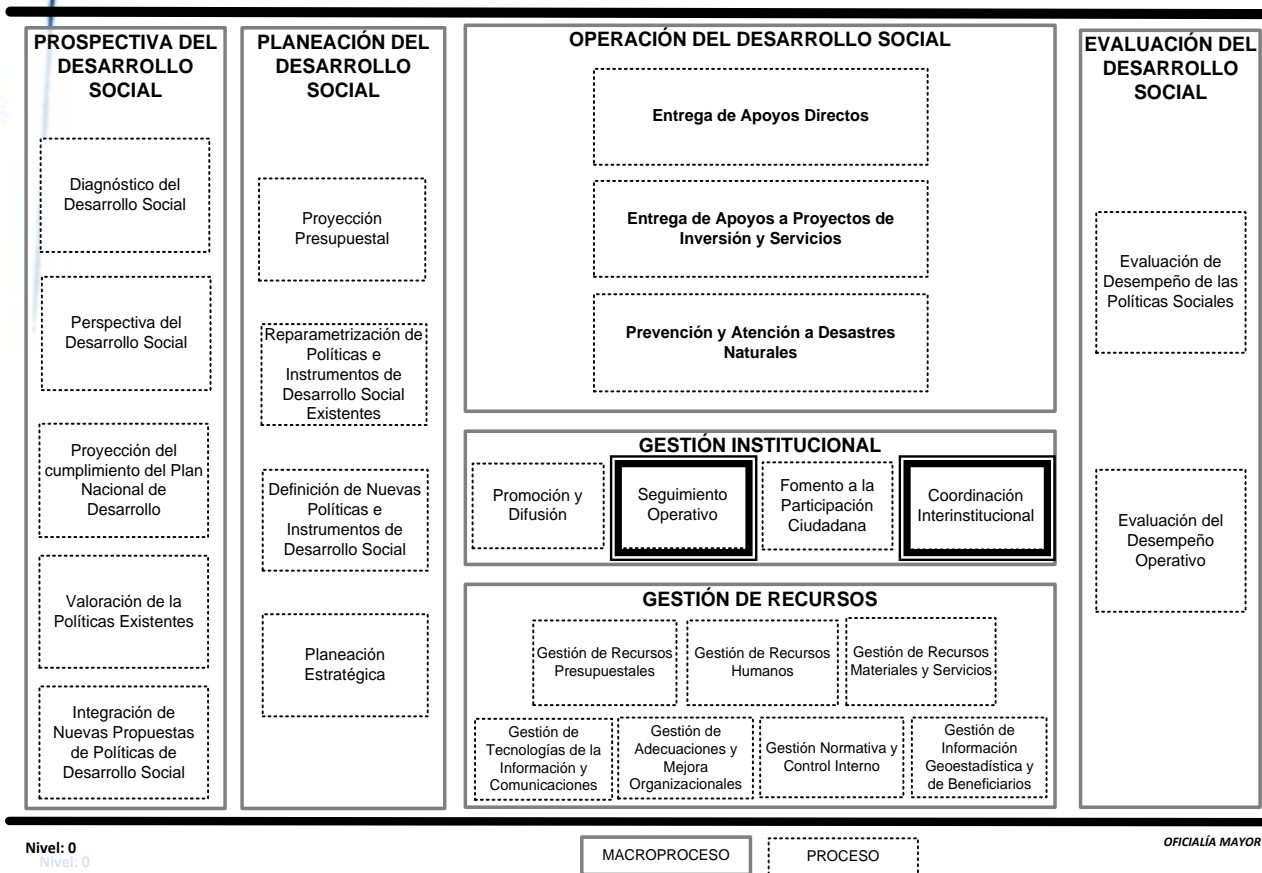 PROSPECTIVA DEL
DESARROLLO
SOCIAL
Diagnóstico del
Desarrollo Social
Perspectiva del
Desarrollo Social
Proyección del
cumplimiento del Plan
Nacional de
Desarrollo
Valoración de la
Políticas Existentes
Integración de
Nuevas Propuestas
de Políticas de
Desarrollo Social
PLANEACIÓN DEL
DESARROLLO
SOCIAL
Proyección
Presupuestal
Reparametrización de
Políticas e
Instrumentos de
Desarrollo Social
Existentes
Definición de Nuevas
Políticas e
Instrumentos de
Desarrollo Social
Planeación
Estratégica
OPERACIÓN DEL DESARROLLO SOCIAL
Entrega de Apoyos Directos
Entrega de Apoyos a Proyectos de
Inversión y Servicios
Prevención y Atención a Desastres
Naturales
GESTIÓN INSTITUCIONAL
Promoción y
Difusión
Seguimiento
Operativo
Fomento a la
Participación
Ciudadana
Coordinación
Interinstitucional
GESTIÓN DE RECURSOS
Gestión de Recursos
Presupuestales
Gestión de Recursos
Humanos
Gestión de Recursos
Materiales y Servicios
Gestión de
Tecnologías de la
Información y
Comunicaciones
Gestión de
Adecuaciones y
Mejora
Organizacionales
Gestión Normativa y
Control Interno
Gestión de
Información
Geoestadística y
de Beneficiarios
EVALUACIÓN DEL
DESARROLLO
SOCIAL
Evaluación de
Desempeño de las
Políticas Sociales
Evaluación del
Desempeño
Operativo
Nivel: 0
Nivel: 0
MACROPROCESO
PROCESO
OFICIALÍA MAYOR